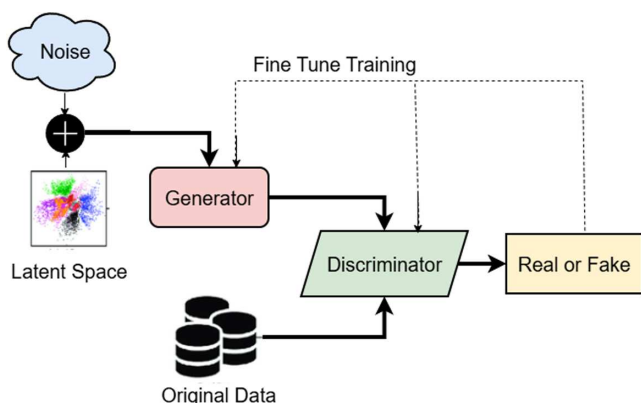 Noise
Fine Tune Training
Generator
Latent Space
Discriminator
Real or Fake
Original Data